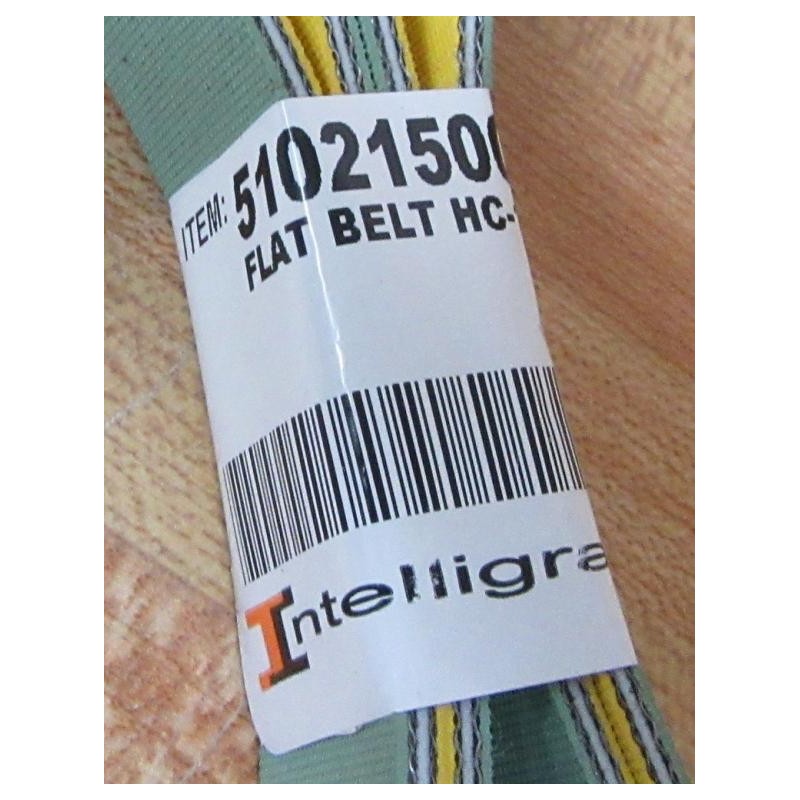 ITEM: 5102150
FLAT BELT HC-
Intelligra